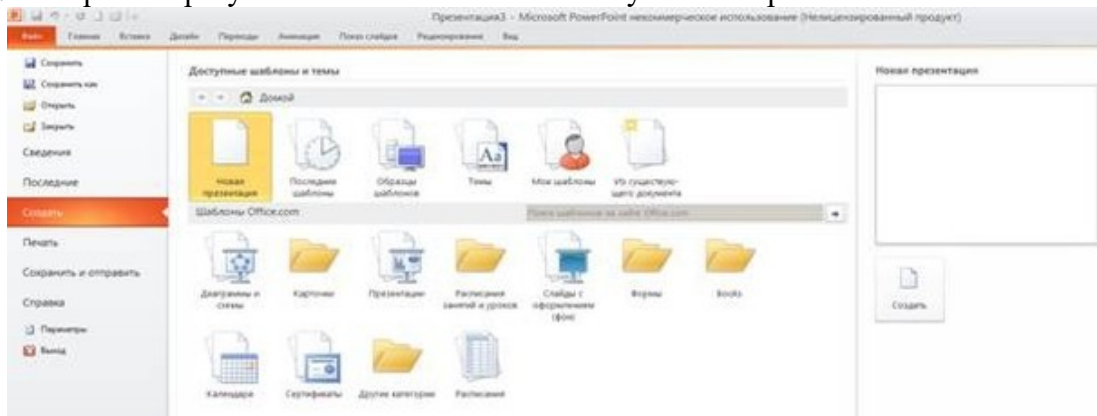 Презентация3 - Microsoft PowerPoint некоммерческое использование (Нелицензированный продукт)
Файл Главная Вставка Дизайн Переходы Анимация Показ слайдов Рецензирование Вид
Сохранить
Сохранить как
Открыть
Закрыть
Сведения
Последние
Создать
Печать
Сохранить и отправить
Справка
Параметры
Выход
Доступные шаблоны и темы
Домой
Новая презентация
Последние шаблоны
Образцы шаблонов
Темы
Мои шаблоны
Из существующего документа
Шаблоны Office.com
Поиск шаблонов на сайте Office.com
Диаграммы и схемы
Карточки
Презентации
Расписания занятий и уроков
Слайды с оформлением (фон)
Формы
Books
Календари
Сертификаты
Другие категории
Расписания
Новая презентация
Создать